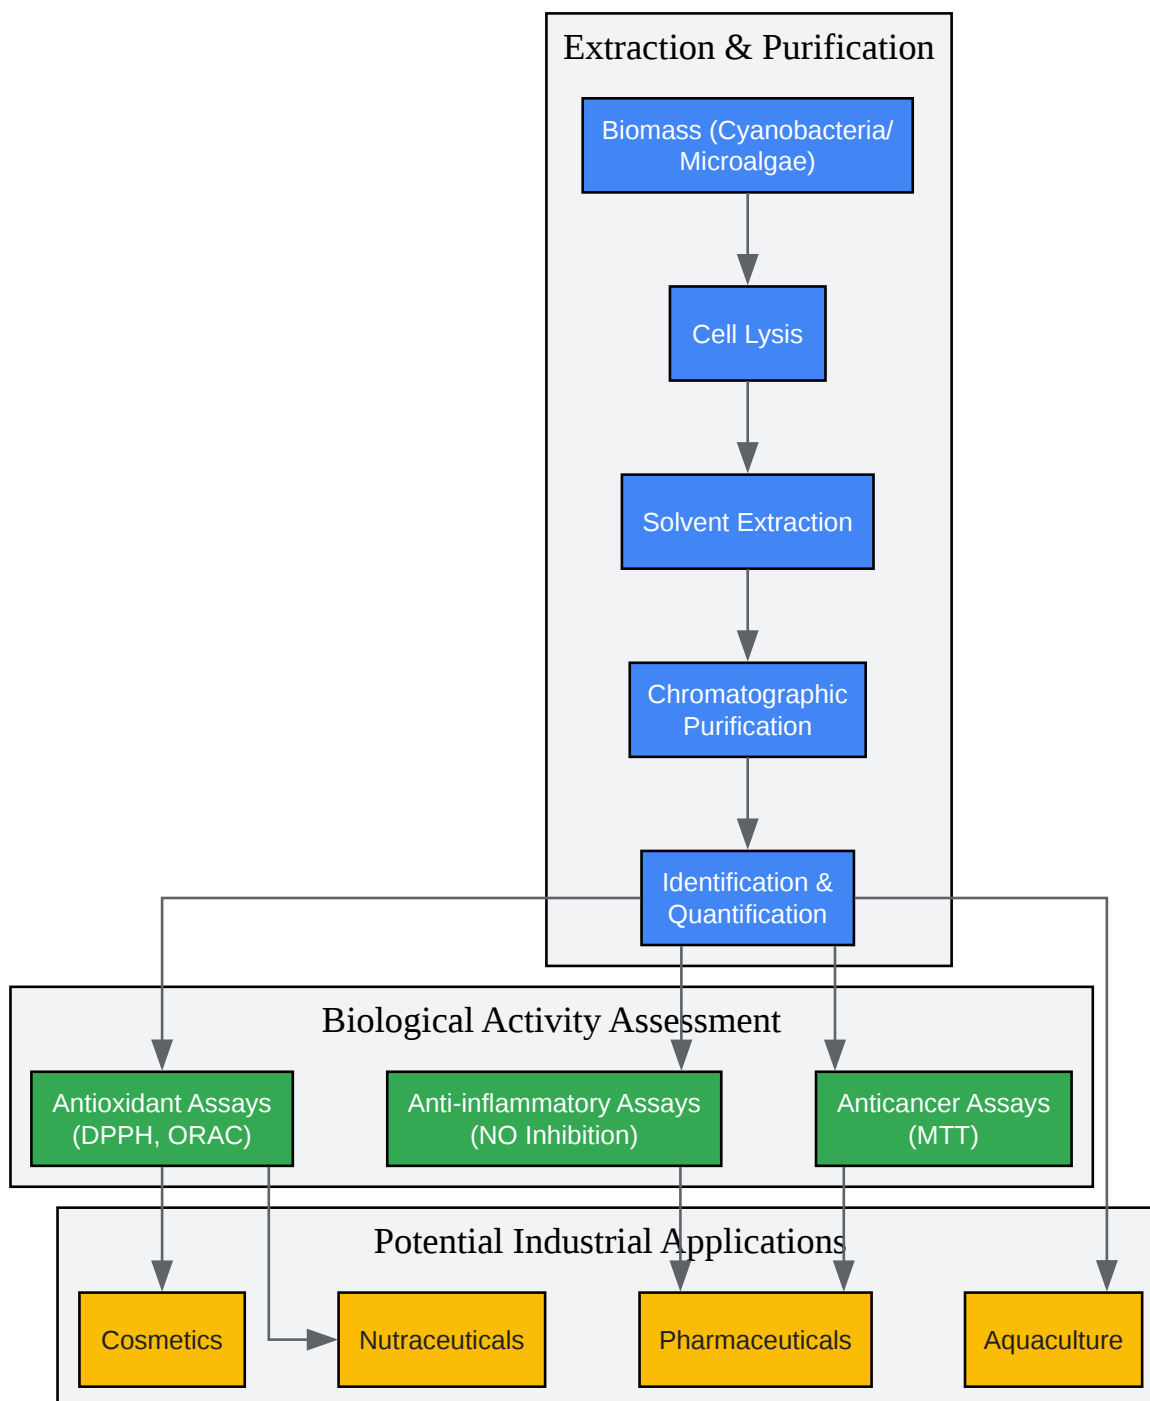 Extraction & Purification
Biomass (Cyanobacteria/
Microalgae)
Cell Lysis
Solvent Extraction
Chromatographic
Purification
Identification &
Quantification
Biological Activity Assessment
Antioxidant Assays
(DPPH, ORAC)
Anti-inflammatory Assays
(NO Inhibition)
Anticancer Assays
(MTT)
Potential Industrial Applications
Cosmetics
Nutraceuticals
Pharmaceuticals
Aquaculture